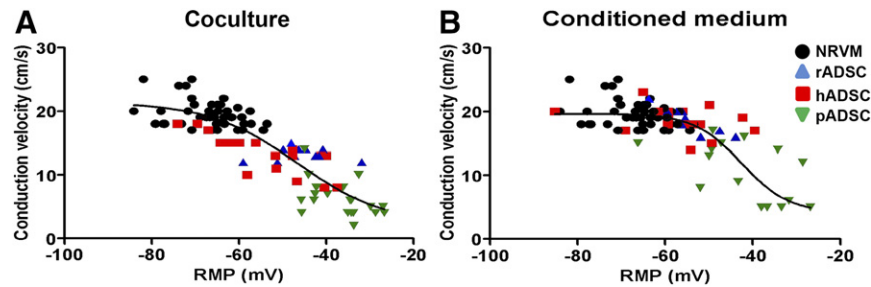 A
Coculture
Conduction velocity (cm/s)
30
20
10
0
-100
-80
-60
-40
-20
RMP (mV)
B
Conditioned medium
Conduction velocity (cm/s)
30
20
10
0
-100
-80
-60
-40
-20
RMP (mV)
NRVM
rADSC
hADSC
pADSC